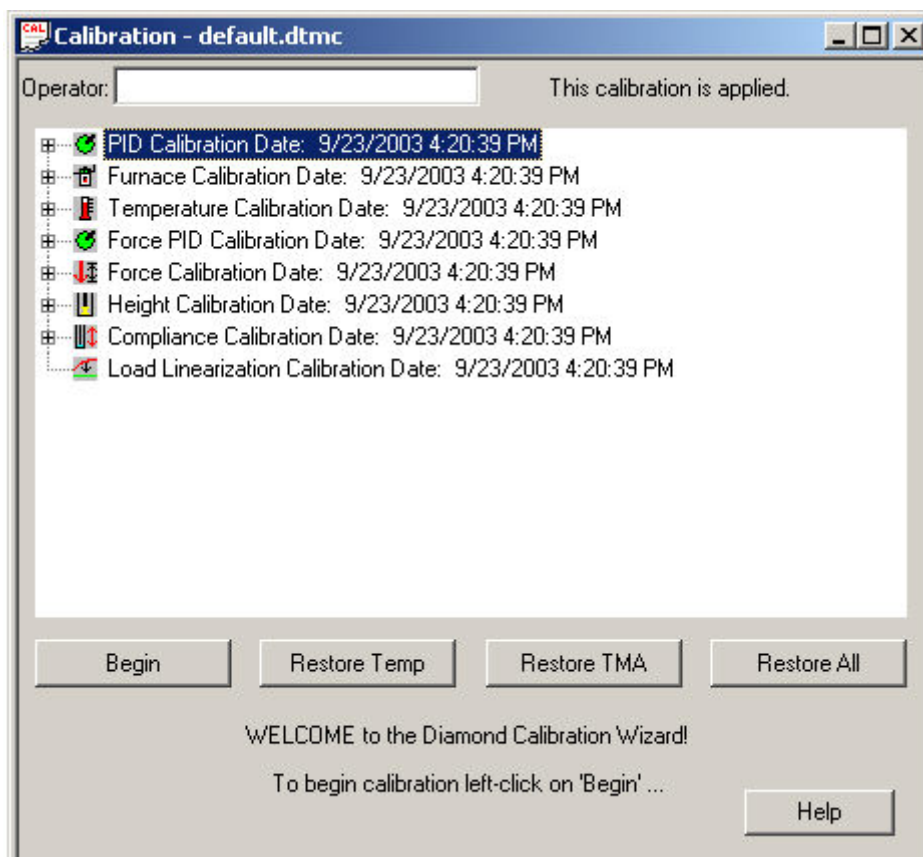 CAL Calibration - default.dtmc
Operator: This calibration is applied.
PID Calibration Date: 9/23/2003 4:20:39 PM
Furnace Calibration Date: 9/23/2003 4:20:39 PM
Temperature Calibration Date: 9/23/2003 4:20:39 PM
Force PID Calibration Date: 9/23/2003 4:20:39 PM
Force Calibration Date: 9/23/2003 4:20:39 PM
Height Calibration Date: 9/23/2003 4:20:39 PM
Compliance Calibration Date: 9/23/2003 4:20:39 PM
Load Linearization Calibration Date: 9/23/2003 4:20:39 PM
Begin Restore Temp Restore TMA Restore All
WELCOME to the Diamond Calibration Wizard!
To begin calibration left-click on 'Begin' ...
Help